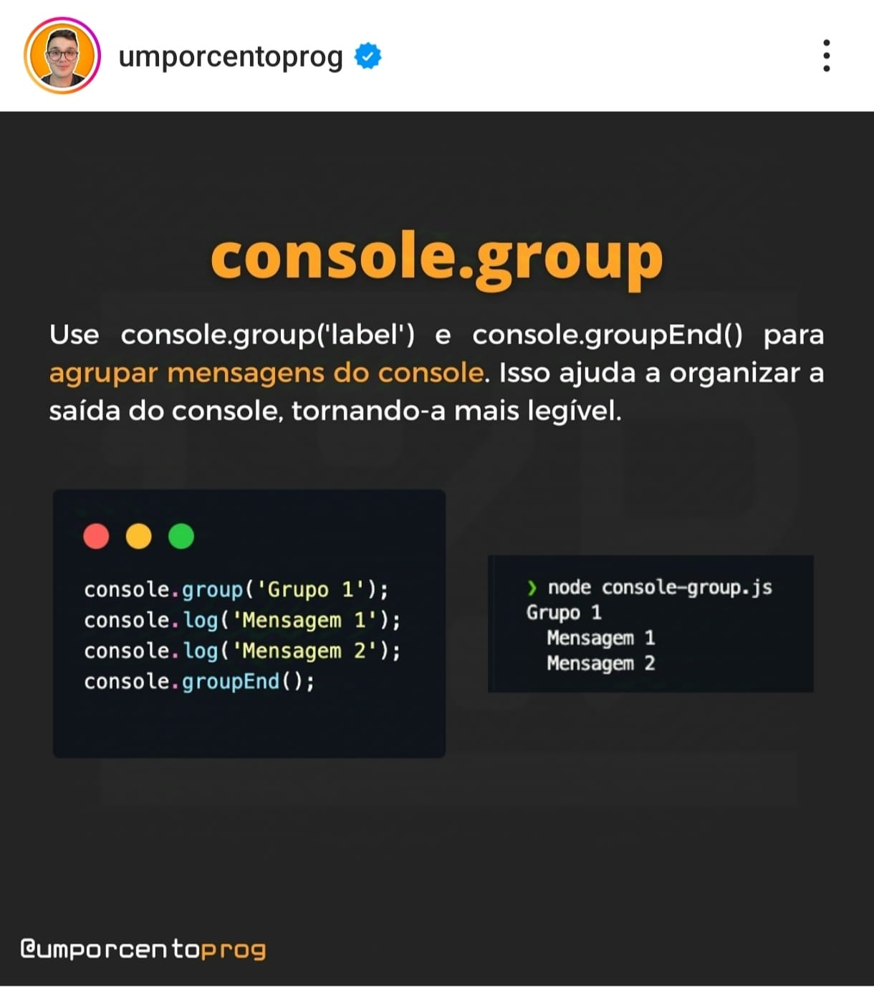 umporcentoprog
console.group
Use console.group('label') e console.groupEnd() para
agrupar mensagens do console. Isso ajuda a organizar a
saída do console, tornando-a mais legível.
console.group('Grupo 1');
console.log('Mensagem 1');
console.log('Mensagem 2');
console.groupEnd();
❯ node console-group.js
Grupo 1
Mensagem 1
Mensagem 2
@umporcentoprog